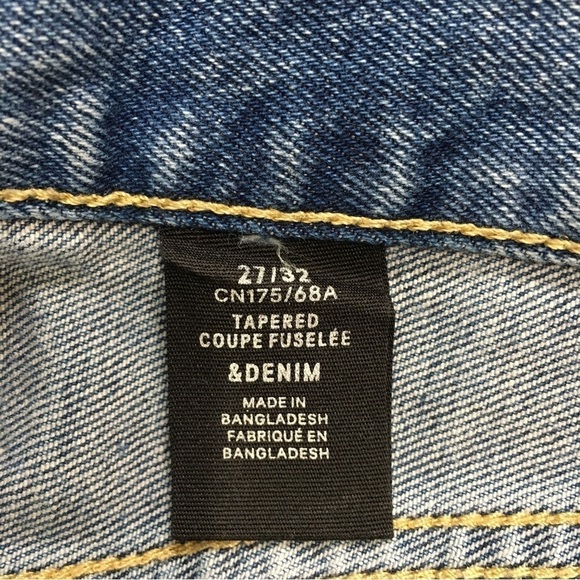 27/32
CN175/68A
TAPERED
COUPE FUSELÉE
&DENIM
MADE IN
BANGLADESH
FABRIQUÉ EN
BANGLADESH